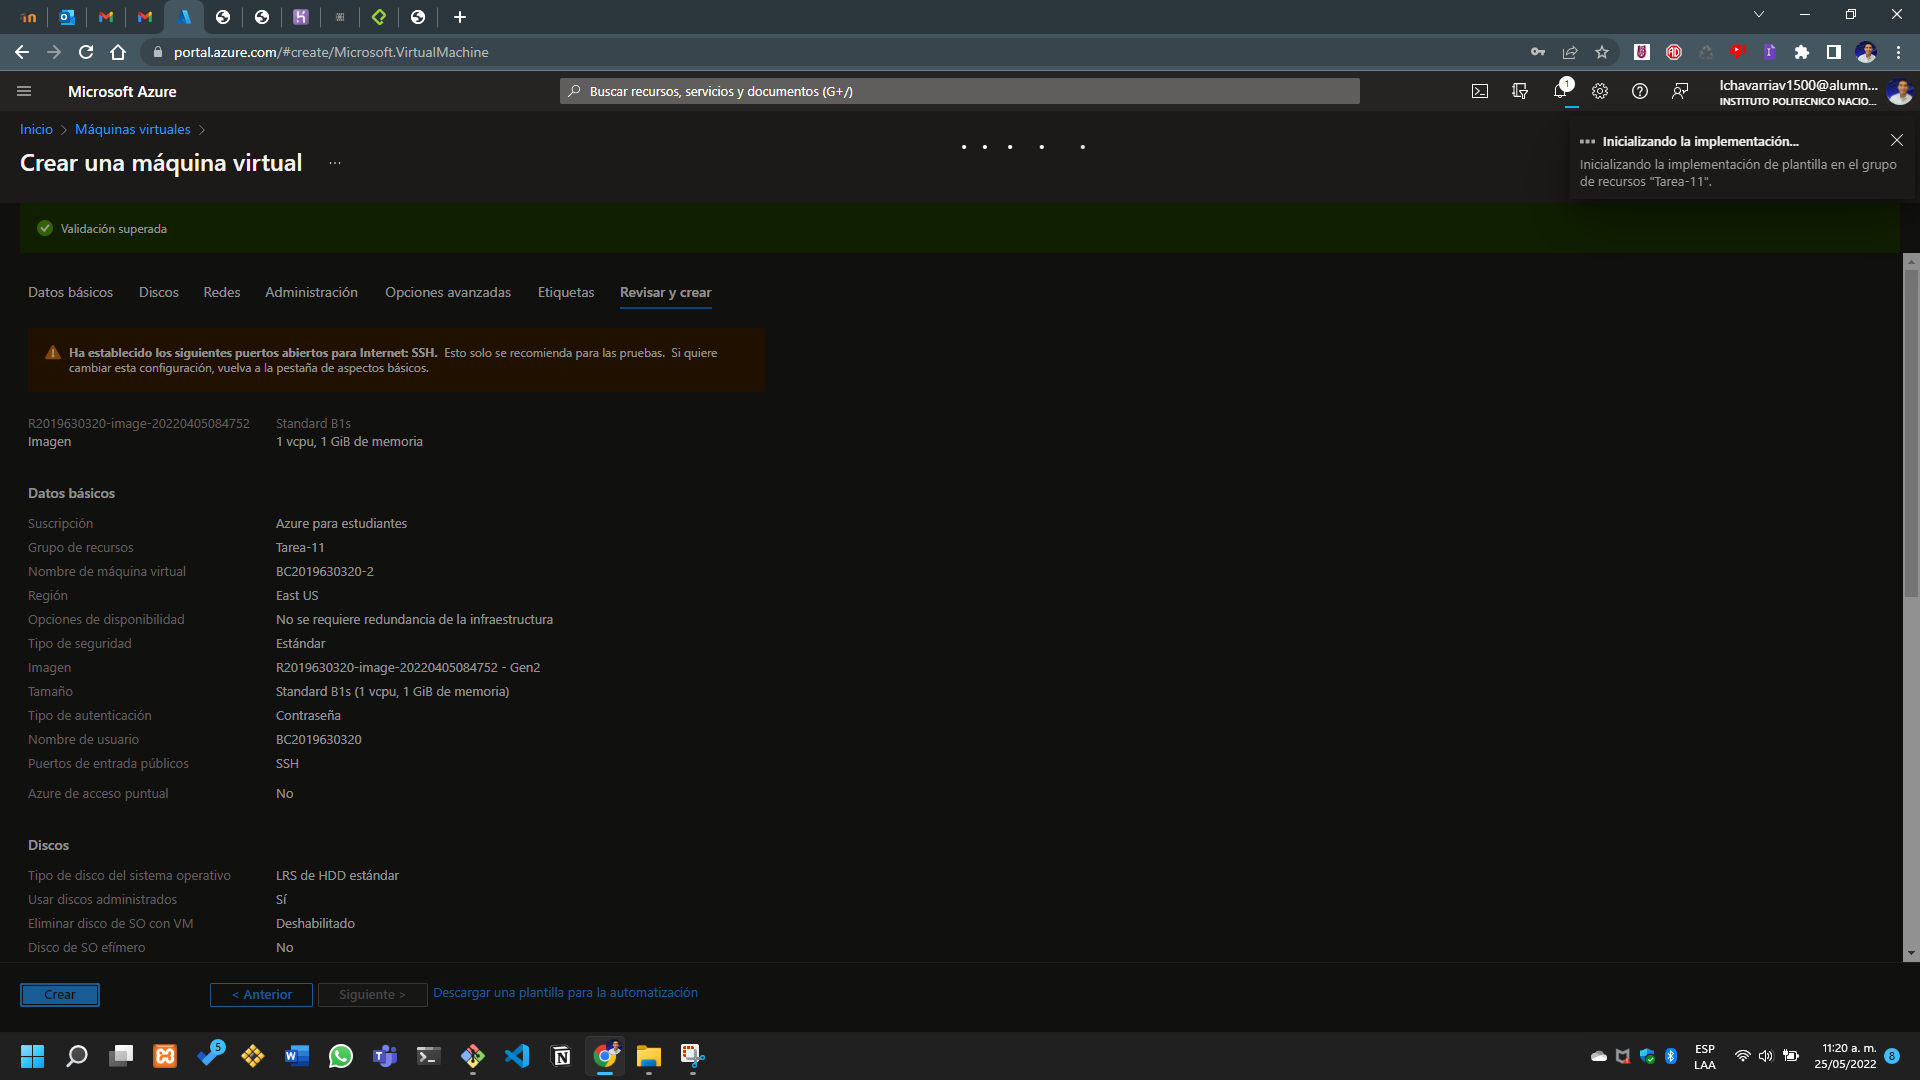 portal.azure.com/#create/Microsoft.VirtualMachine
Microsoft Azure
Buscar recursos, servicios y documentos (G+/)
1
lchavarriav1500@alumn...
INSTITUTO POLITECNICO NACIO...
Inicio > Máquinas virtuales >
Crear una máquina virtual ...
Inicializando la implementación...
Inicializando la implementación de plantilla en el grupo
de recursos "Tarea-11".
Validación superada
Datos básicos Discos Redes Administración Opciones avanzadas Etiquetas Revisar y crear
Ha establecido los siguientes puertos abiertos para Internet: SSH. Esto solo se recomienda para las pruebas. Si quiere
cambiar esta configuración, vuelva a la pestaña de aspectos básicos.
R2019630320-image-20220405084752 Standard B1s
Imagen 1 vcpu, 1 GiB de memoria
Datos básicos
Suscripción Azure para estudiantes
Grupo de recursos Tarea-11
Nombre de máquina virtual BC2019630320-2
Región East US
Opciones de disponibilidad No se requiere redundancia de la infraestructura
Tipo de seguridad Estándar
Imagen R2019630320-image-20220405084752 - Gen2
Tamaño Standard B1s (1 vcpu, 1 GiB de memoria)
Tipo de autenticación Contraseña
Nombre de usuario BC2019630320
Puertos de entrada públicos SSH
Azure de acceso puntual No
Discos
Tipo de disco del sistema operativo LRS de HDD estándar
Usar discos administrados Sí
Eliminar disco de SO con VM Deshabilitado
Disco de SO efímero No
Crear < Anterior Siguiente > Descargar una plantilla para la automatización
5
ESP
LAA
11:20 a. m.
25/05/2022
8